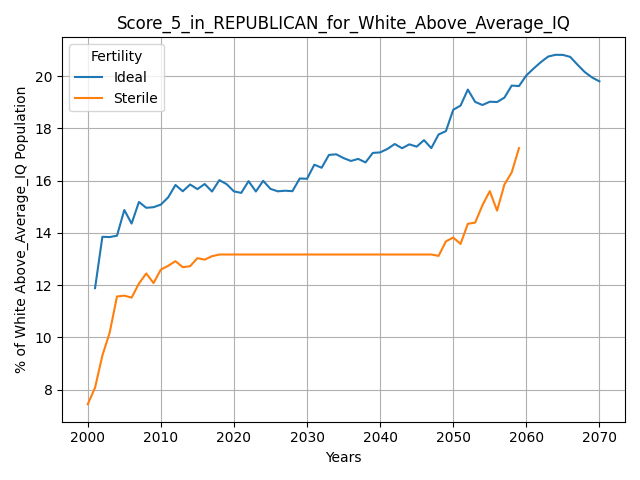 Score_5_in_REPUBLICAN_for_White_Above_Average_IQ
Fertility
Ideal
Sterile
% of White Above_Average_IQ Population
20
18
16
14
12
10
8
2000 2010 2020 2030 2040 2050 2060 2070
Years